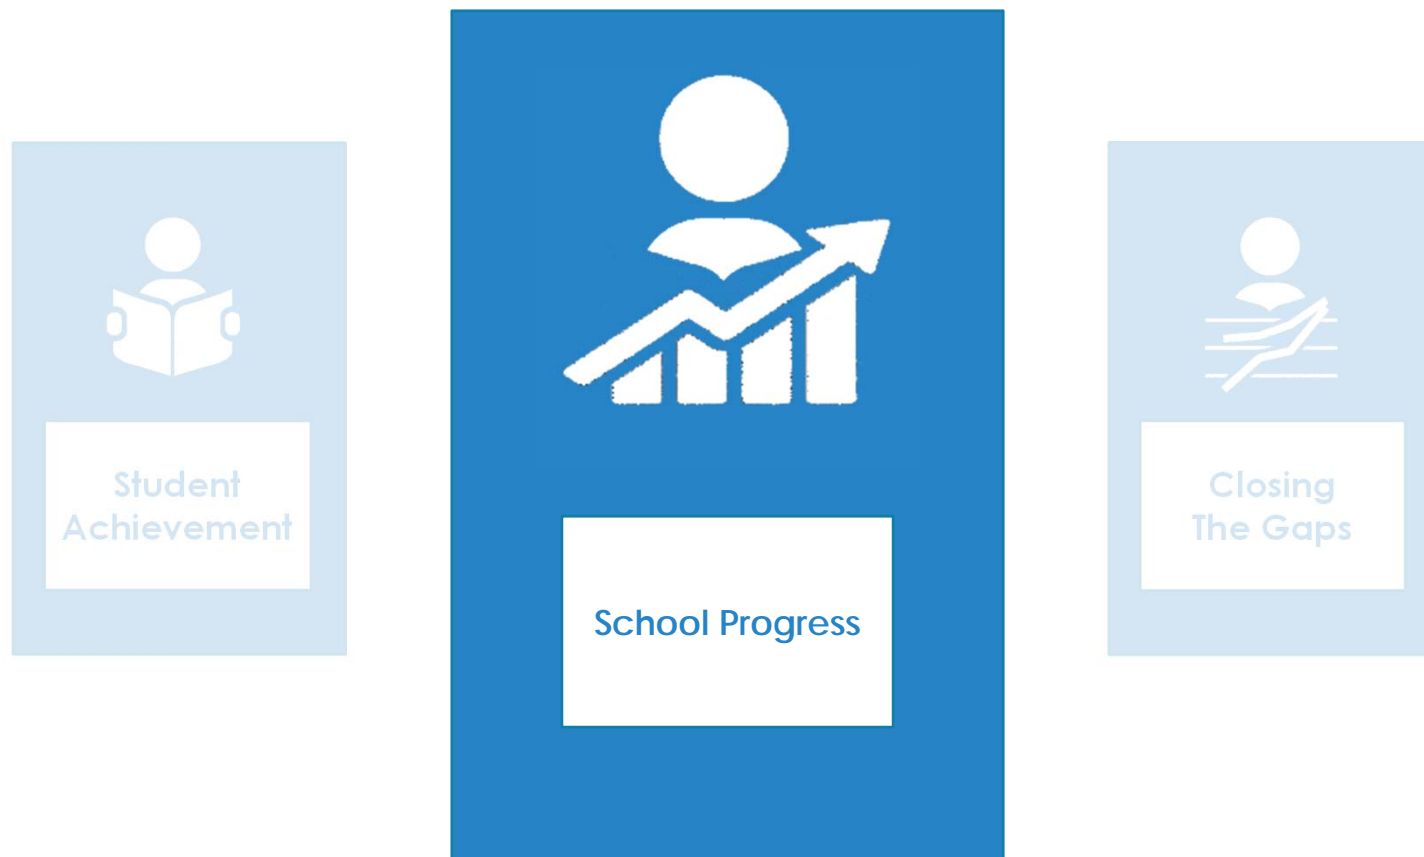 Student
Achievement
School Progress
Closing
The Gaps